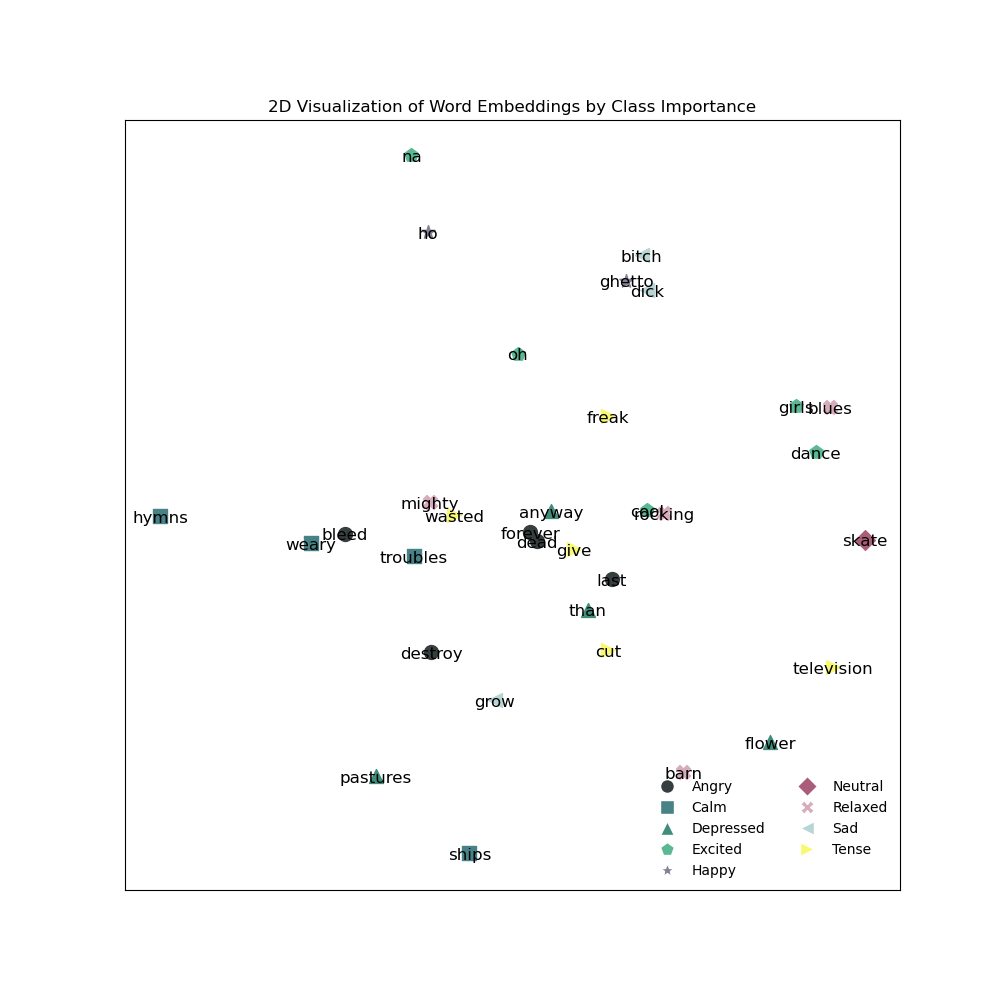 2D Visualization of Word Embeddings by Class Importance
na
ho
bitch
ghetto
dick
oh
girls
blues
freak
dance
mighty
hymns
wasted
anyway
cool
rocking
bleed
weary
forever
dead
skate
troubles
give
last
than
destroy
cut
television
grow
flower
pastures
barn
ships
Angry
Calm
Depressed
Excited
Happy
Neutral
Relaxed
Sad
Tense